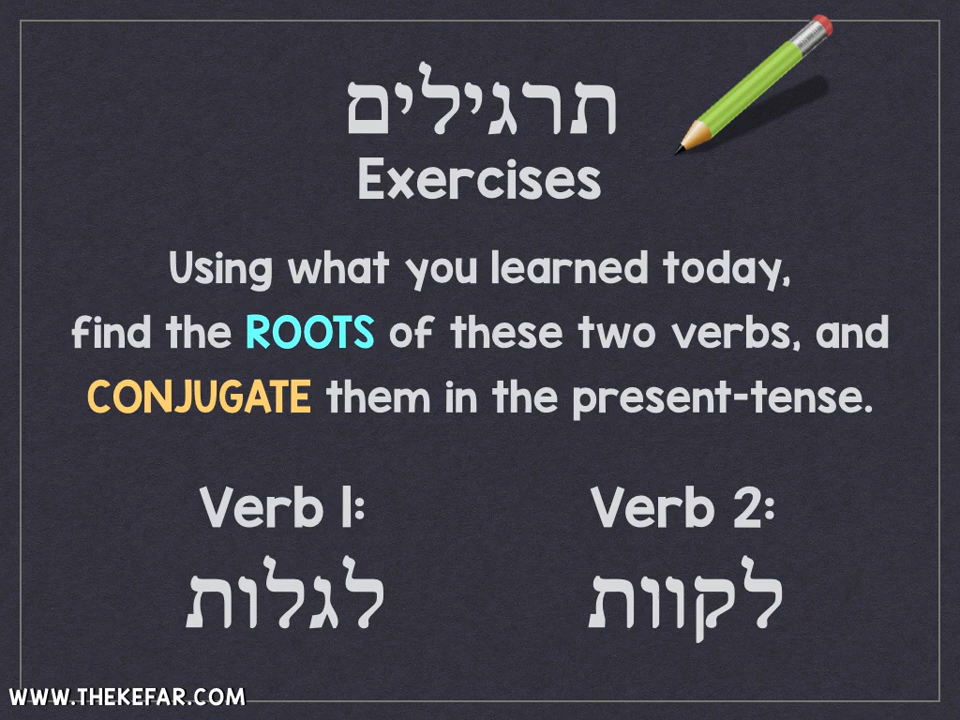 תרגילים
Exercises
Using what you learned today,
find the ROOTS of these two verbs, and
CONJUGATE them in the present-tense.
Verb 1:
לגלות
Verb 2:
לקוות
WWW.THEKEFAR.COM